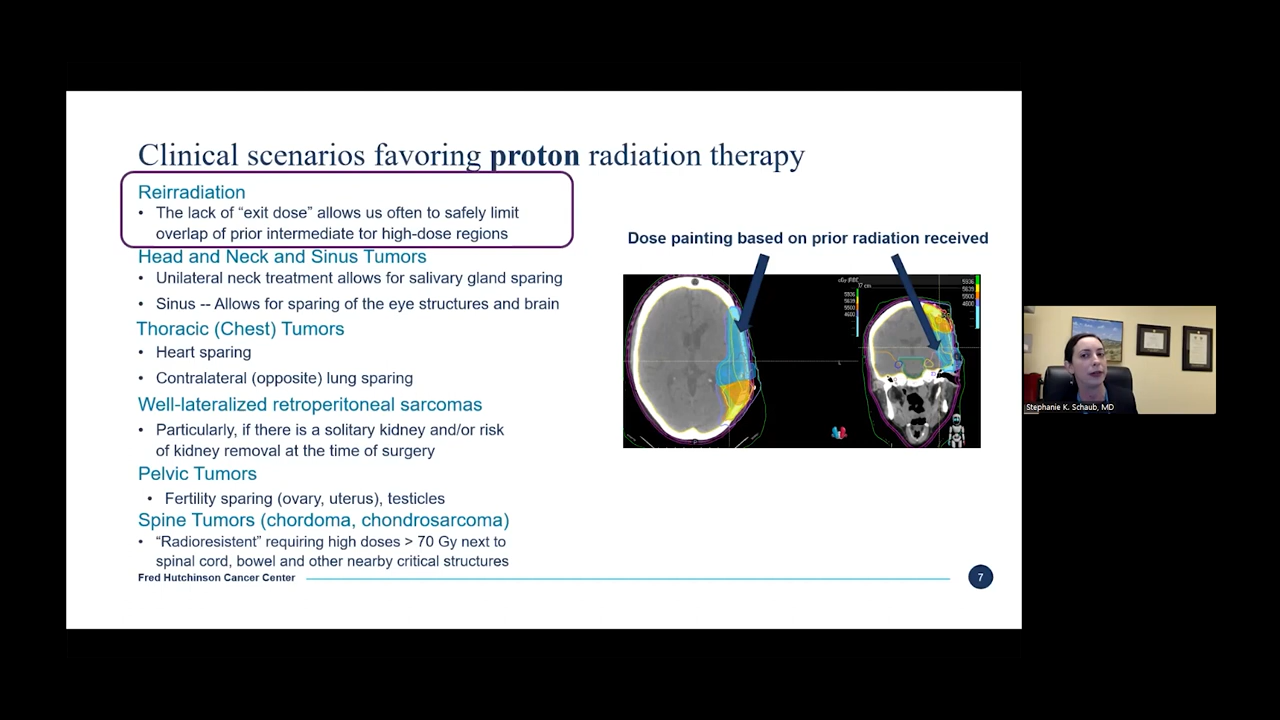 Clinical scenarios favoring proton radiation therapy
Reirradiation
• The lack of “exit dose” allows us often to safely limit
overlap of prior intermediate tor high-dose regions
Head and Neck and Sinus Tumors
• Unilateral neck treatment allows for salivary gland sparing
• Sinus -- Allows for sparing of the eye structures and brain
Thoracic (Chest) Tumors
• Heart sparing
• Contralateral (opposite) lung sparing
Well-lateralized retroperitoneal sarcomas
• Particularly, if there is a solitary kidney and/or risk
of kidney removal at the time of surgery
Pelvic Tumors
• Fertility sparing (ovary, uterus), testicles
Spine Tumors (chordoma, chondrosarcoma)
• “Radioresistent” requiring high doses > 70 Gy next to
spinal cord, bowel and other nearby critical structures
Fred Hutchinson Cancer Center
7
Dose painting based on prior radiation received
Stephanie K. Schaub, MD